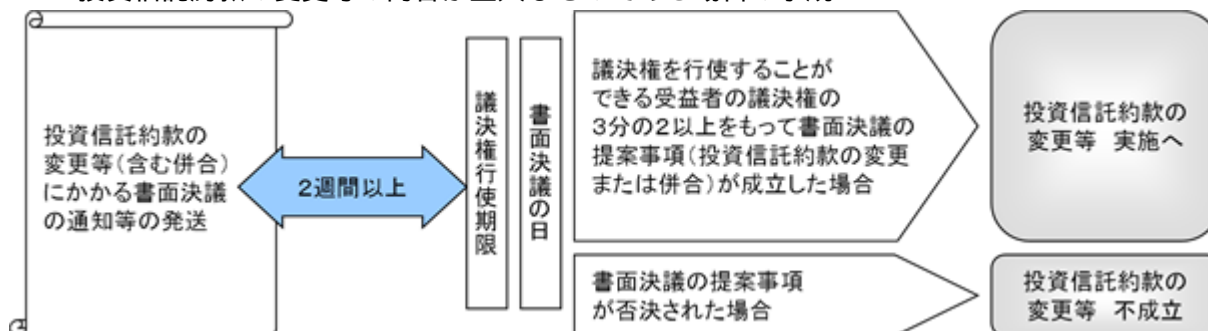 投資信託約款の
変更等(含む併合)
にかかる書面決議
の通知等の発送
2週間以上
議決権行使期限
書面決議の日
議決権を行使することが
できる受益者の議決権の
3分の2以上をもって書面決議の
提案事項(投資信託約款の変更
または併合)が成立した場合
投資信託約款の
変更等 実施へ
書面決議の提案事項
が否決された場合
投資信託約款の
変更等 不成立